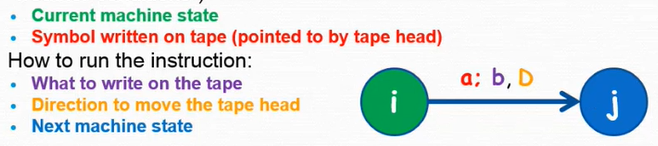 • Current machine state
• Symbol written on tape (pointed to by tape head)
How to run the instruction:
• What to write on the tape
• Direction to move the tape head
• Next machine state
a; b, D
i
j